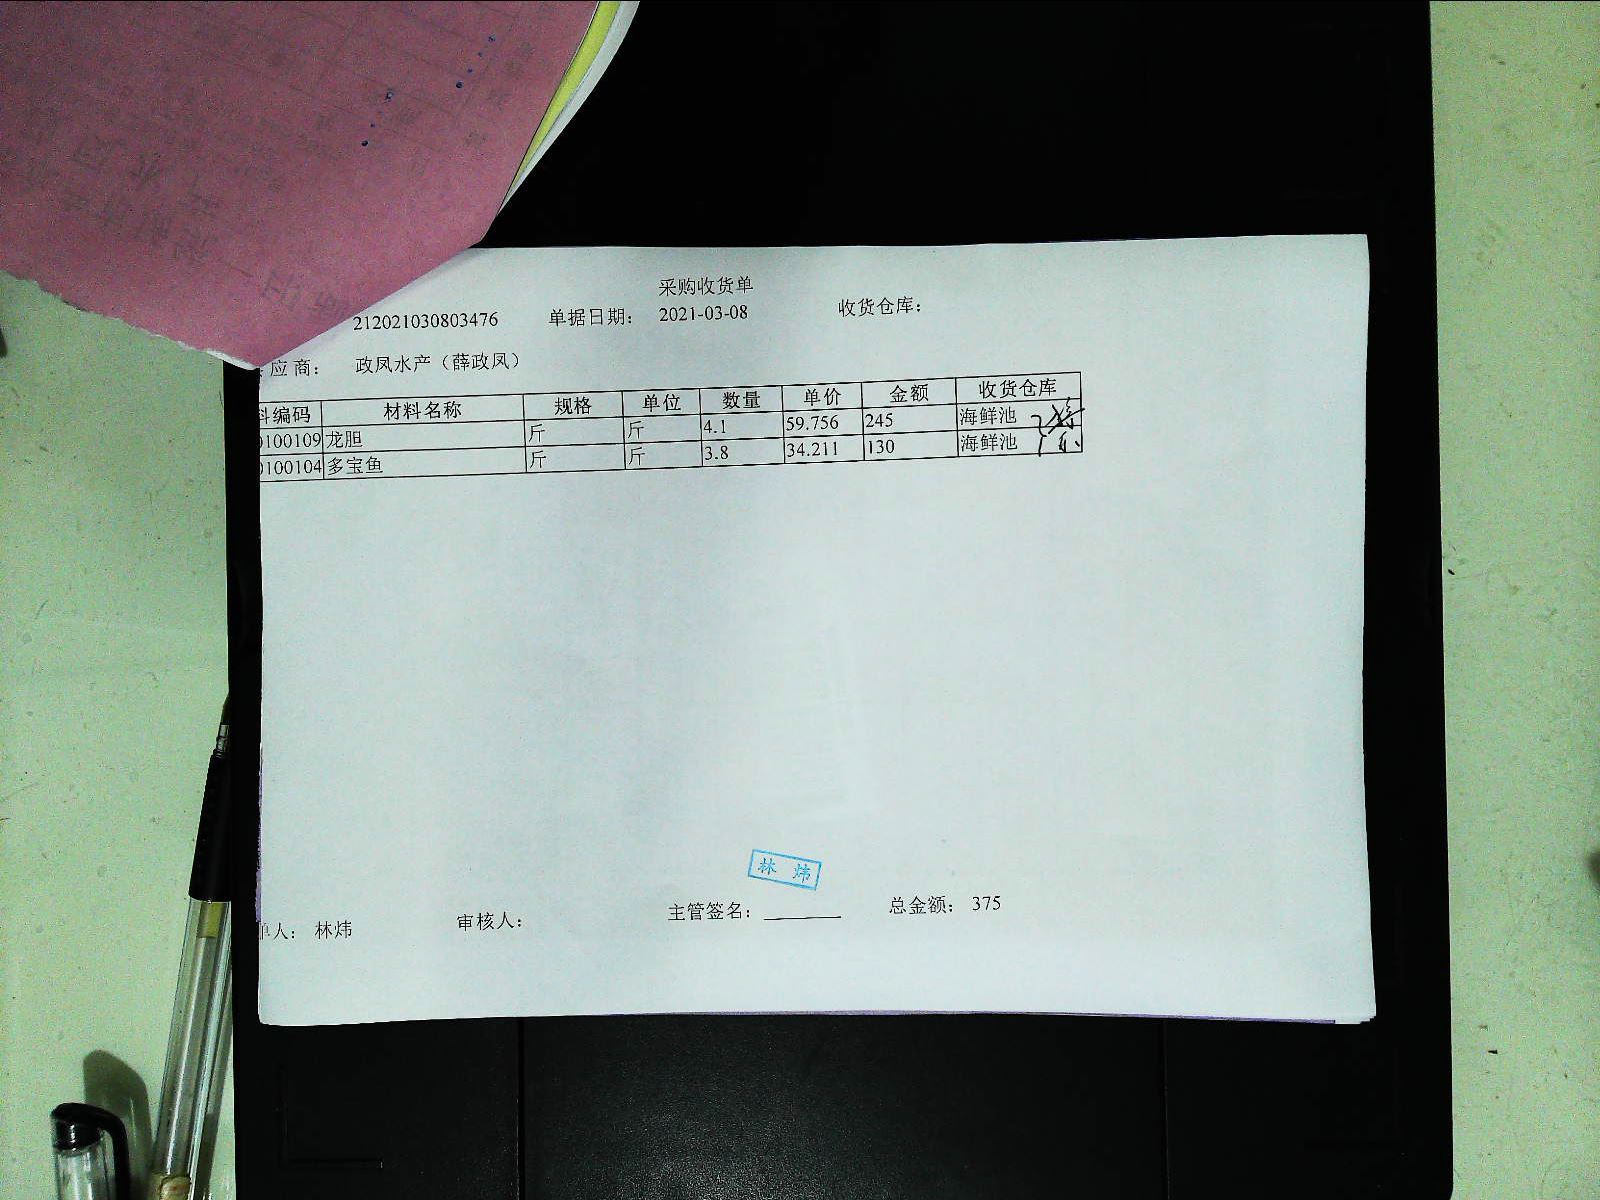 采购收货单
212021030803476 单据日期： 2021-03-08 收货仓库：
应商： 政凤水产（薛政凤）
编码 材料名称 规格 单位 数量 单价 金额 收货仓库
0100109 龙胆 斤 斤 4.1 59.756 245 海鲜池
0100104 多宝鱼 斤 斤 3.8 34.211 130 海鲜池
林 炜
单人： 林炜 审核人： 主管签名： 总金额： 375